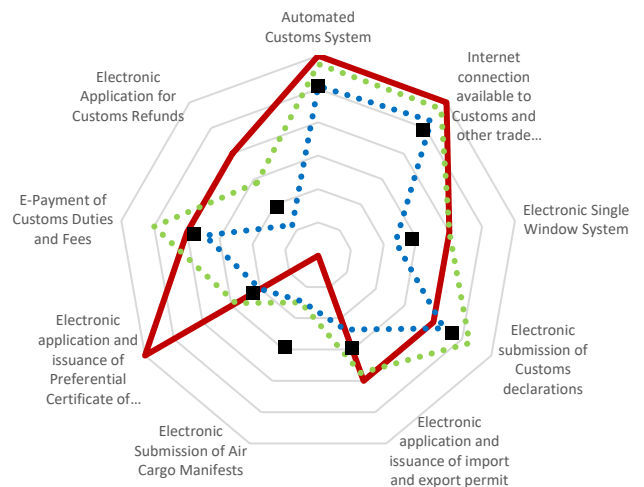 Automated
Customs System
Internet
connection
available to
Customs and
other trade…
Electronic Single
Window System
Electronic
submission of
Customs
declarations
Electronic
application and
issuance of import
and export permit
Electronic
Submission of Air
Cargo Manifests
Electronic
application and
issuance of
Preferential
Certificate of…
E-Payment of
Customs Duties
and Fees
Electronic
Application for
Customs Refunds